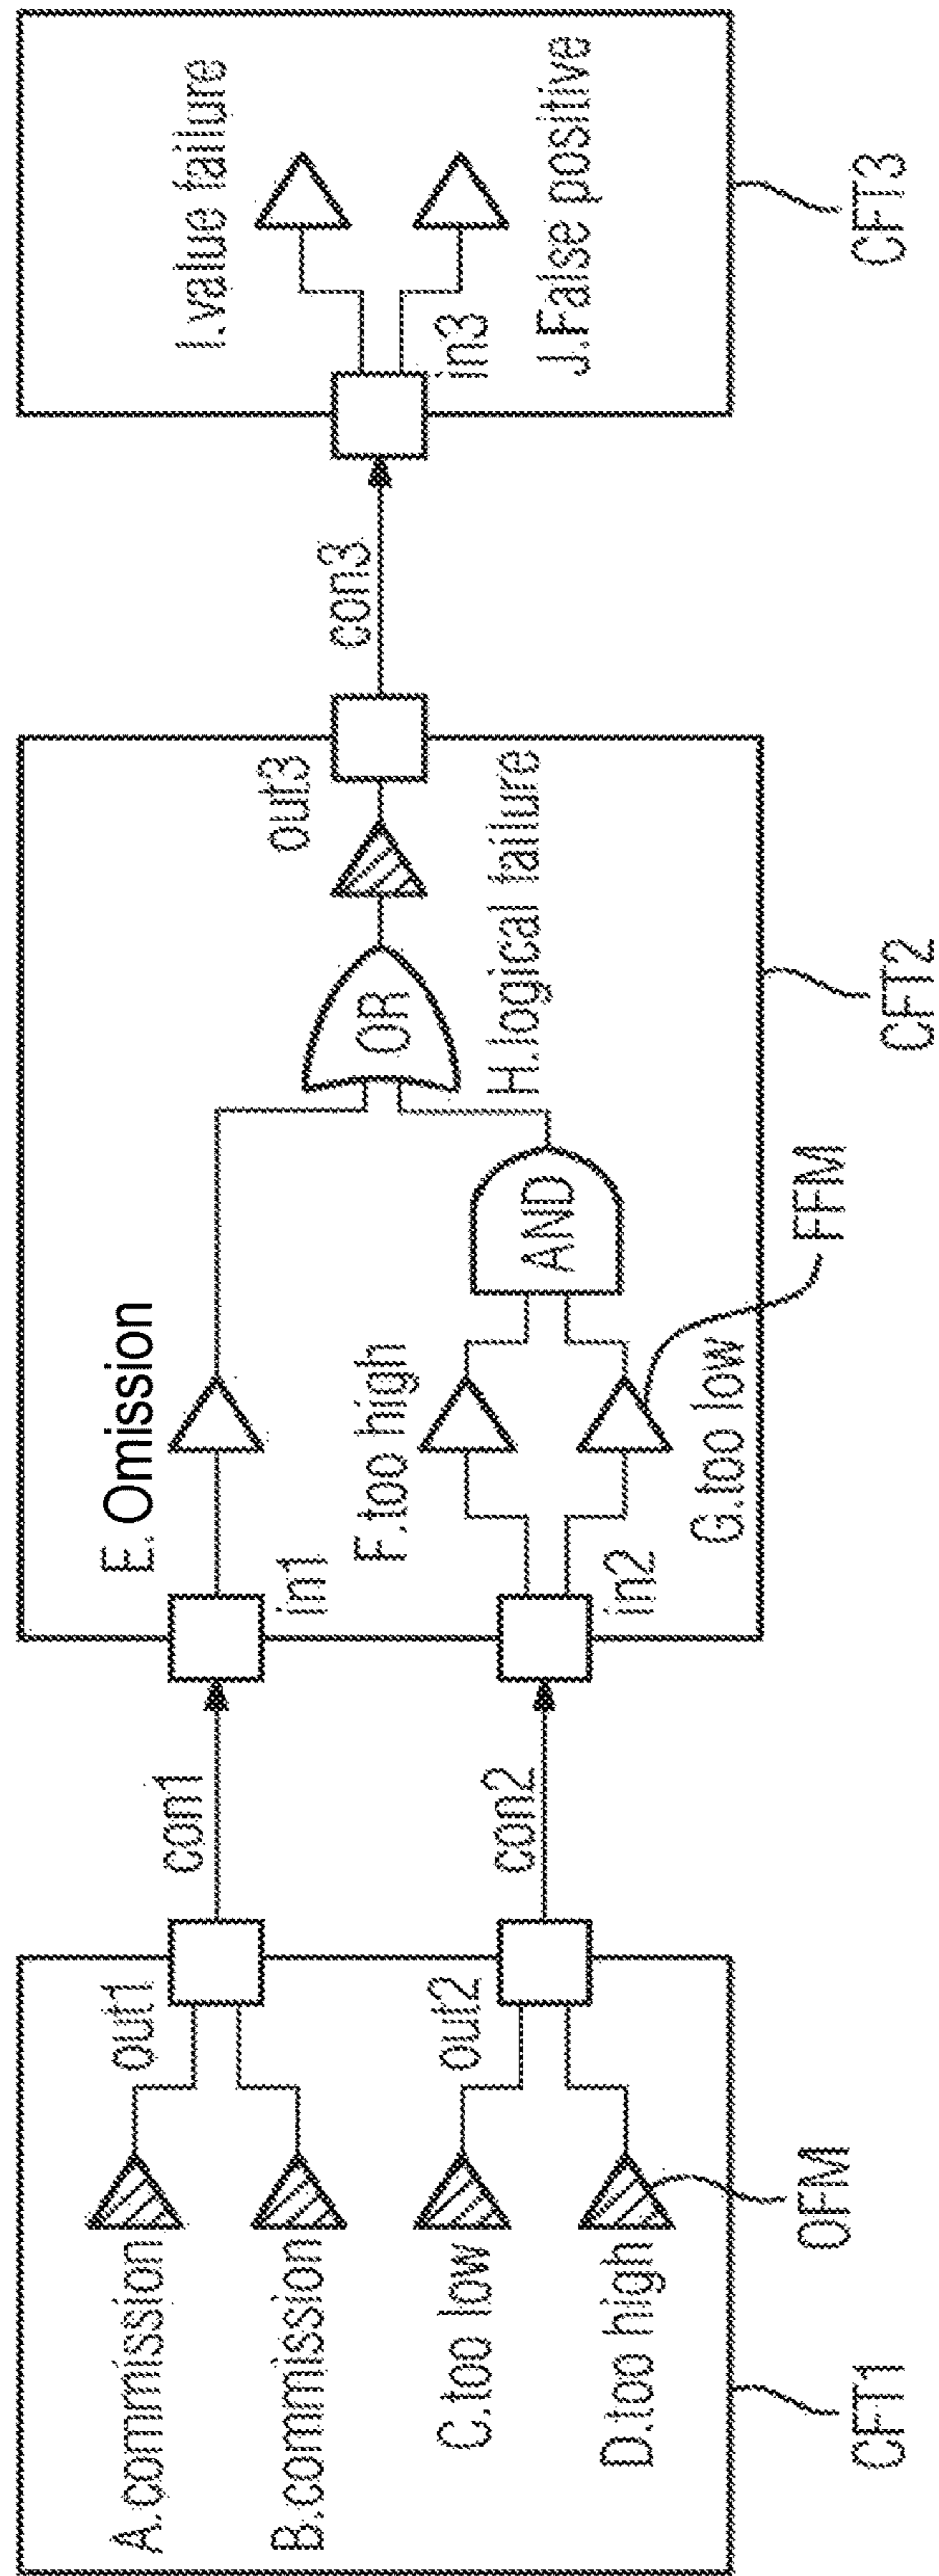 A.commission
B.commission
C.too low
D.too high
out1
out2
OFM
CFT1
con1
con2
E. Omission
in1
F.too high
in2
G.too low
FFM
AND
OR
H.logical failure
out3
CFT2
con3
I.value failure
in3
J.False positive
CFT3